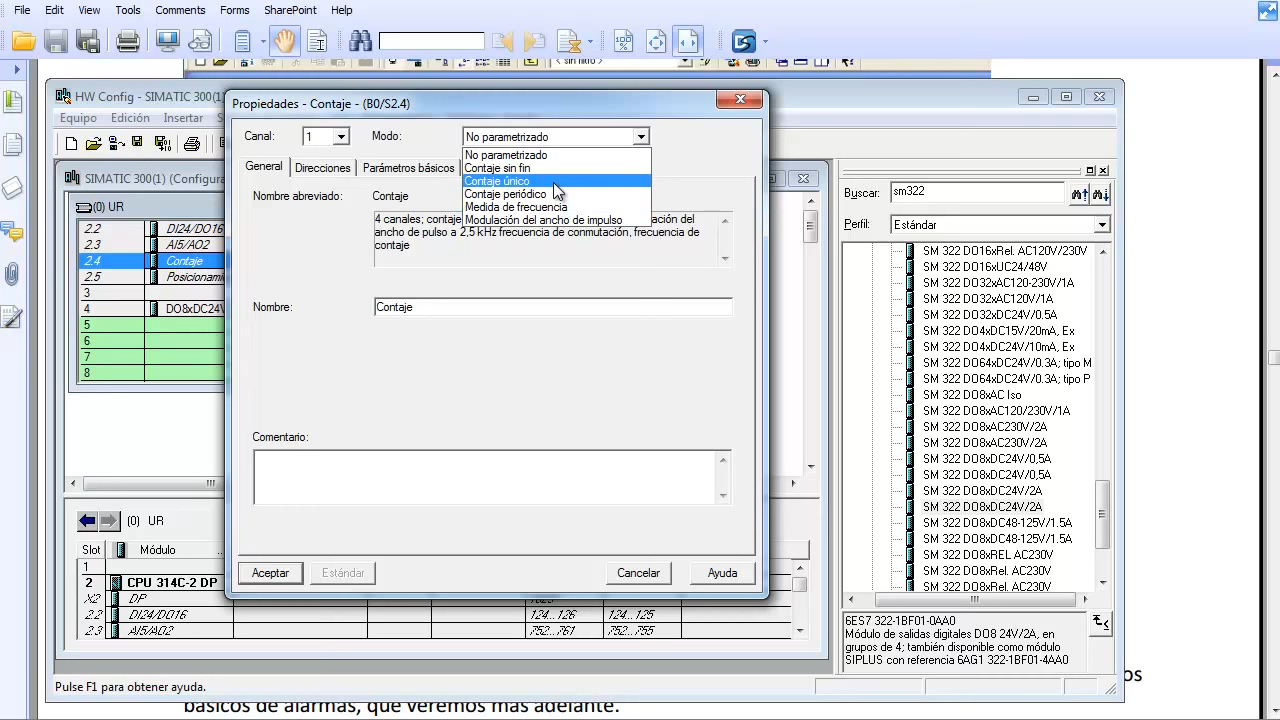 File Edit View Tools Comments Forms SharePoint Help
< sin filtro >
HW Config - SIMATIC 300(1)
Equipo Edición Insertar
SIMATIC 300(1) (Configura
(0) UR
2.2 DI24/DO16
2.3 AI5/AO2
2.4 Contaje
2.5 Posicionami
3
4 DO8xDC24V
5
6
7
8
Propiedades - Contaje - (B0/S2.4)
Canal: 1 Modo: No parametrizado
No parametrizado
Contaje sin fin
Contaje único
Contaje periódico
Medida de frecuencia
Modulación del ancho de impulso
General Direcciones Parámetros básicos
Nombre abreviado: Contaje
4 canales; contaje
ación del
ancho de pulso a 2,5 kHz frecuencia de conmutación, frecuencia de
contaje
Nombre: Contaje
Comentario:
Aceptar Estándar Cancelar Ayuda
(0) UR
Slot Módulo ...
1
2 CPU 314C-2 DP
X2 DP 1023
2.2 DI24/DO16 124...126 124...125
2.3 AI5/AO2 752...761 752...755
Buscar: sm322
Perfil: Estándar
SM 322 DO16xRel. AC120V/230V
SM 322 DO16xUC24/48V
SM 322 DO32xAC120-230V/1A
SM 322 DO32xAC120V/1A
SM 322 DO32xDC24V/0.5A
SM 322 DO4xDC15V/20mA, Ex
SM 322 DO4xDC24V/10mA, Ex
SM 322 DO64xDC24V/0.3A; tipo M
SM 322 DO64xDC24V/0.3A; tipo P
SM 322 DO8xAC Iso
SM 322 DO8xAC120/230V/1A
SM 322 DO8xAC230V/2A
SM 322 DO8xAC230V/2A
SM 322 DO8xDC24V/0,5A
SM 322 DO8xDC24V/0,5A
SM 322 DO8xDC24V/2A
SM 322 DO8xDC24V/2A
SM 322 DO8xDC48-125V/1.5A
SM 322 DO8xDC48-125V/1.5A
SM 322 DO8xREL AC230V
SM 322 DO8xRel. AC230V
SM 322 DO8xRel. AC230V
6ES7 322-1BF01-0AA0
Módulo de salidas digitales DO8 24V/2A, en
grupos de 4; también disponible como módulo
SIPLUS con referencia 6AG1 322-1BF01-4AA0
Pulse F1 para obtener ayuda.
os
básicos de alarmas, que veremos más adelante.